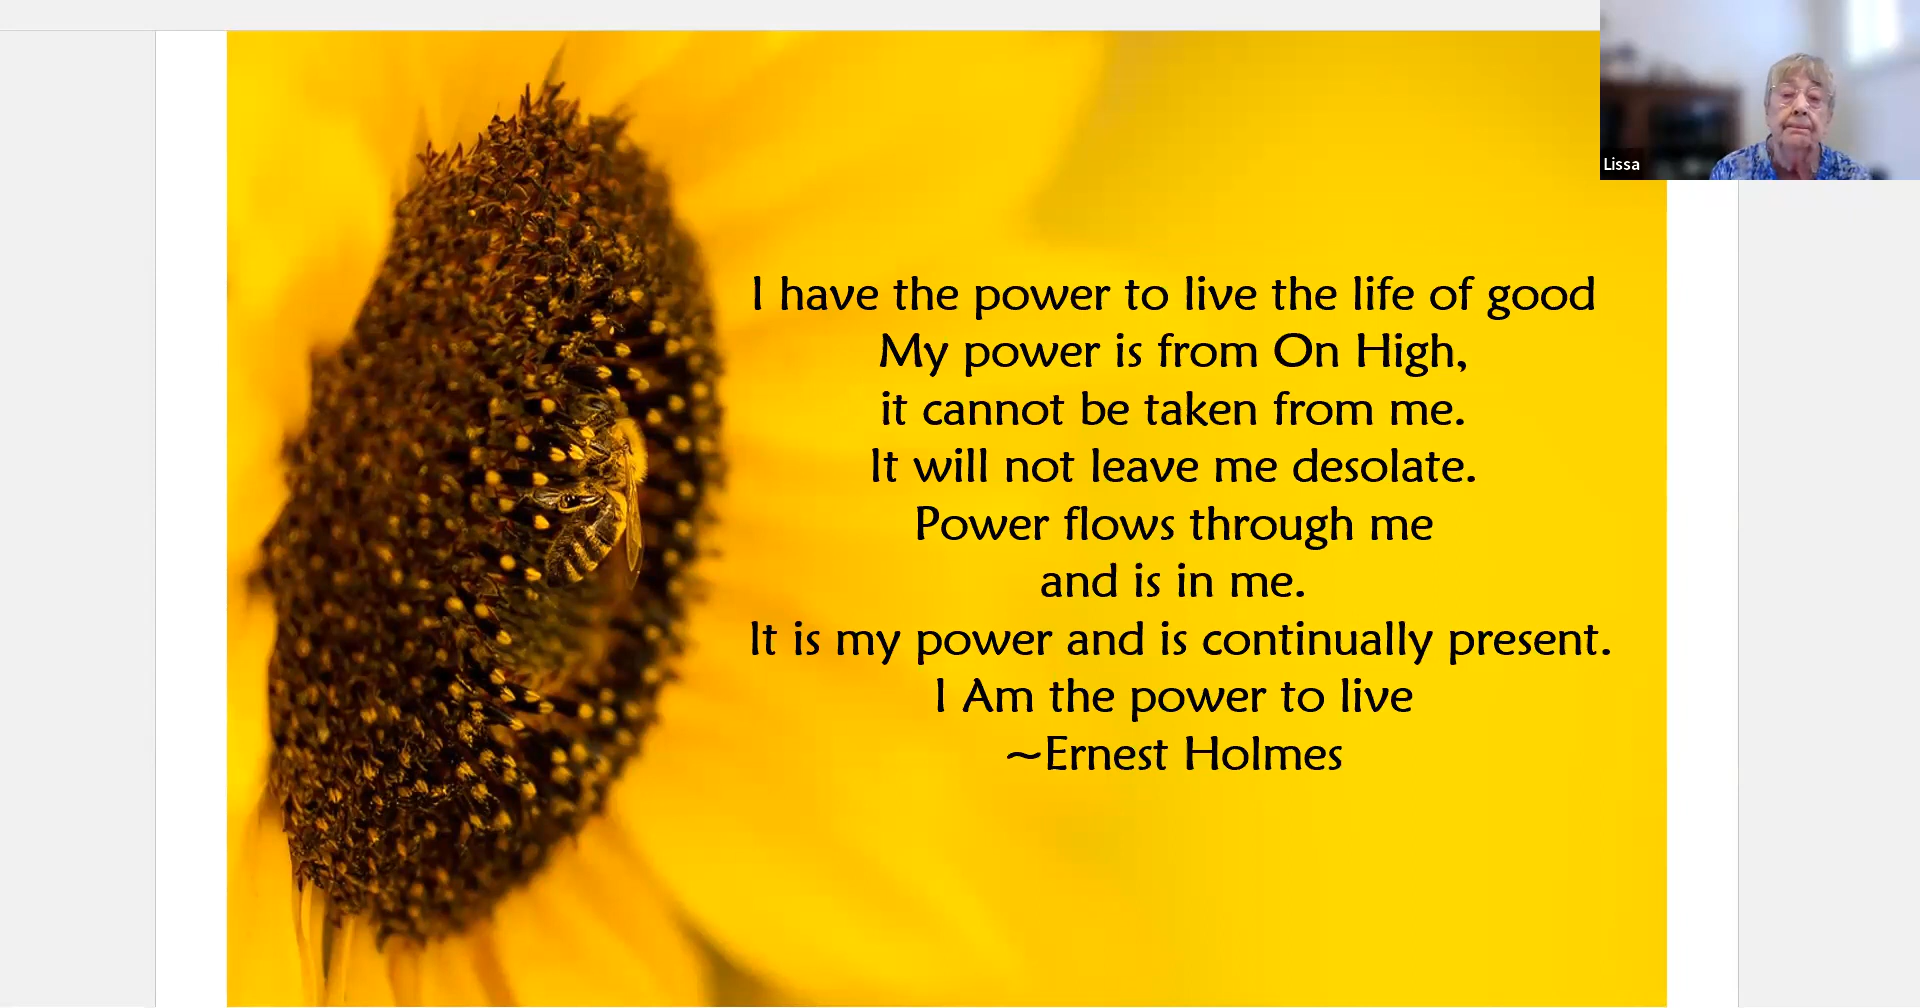 Lissa
I have the power to live the life of good
My power is from On High,
it cannot be taken from me.
It will not leave me desolate.
Power flows through me
and is in me.
It is my power and is continually present.
I Am the power to live
~Ernest Holmes